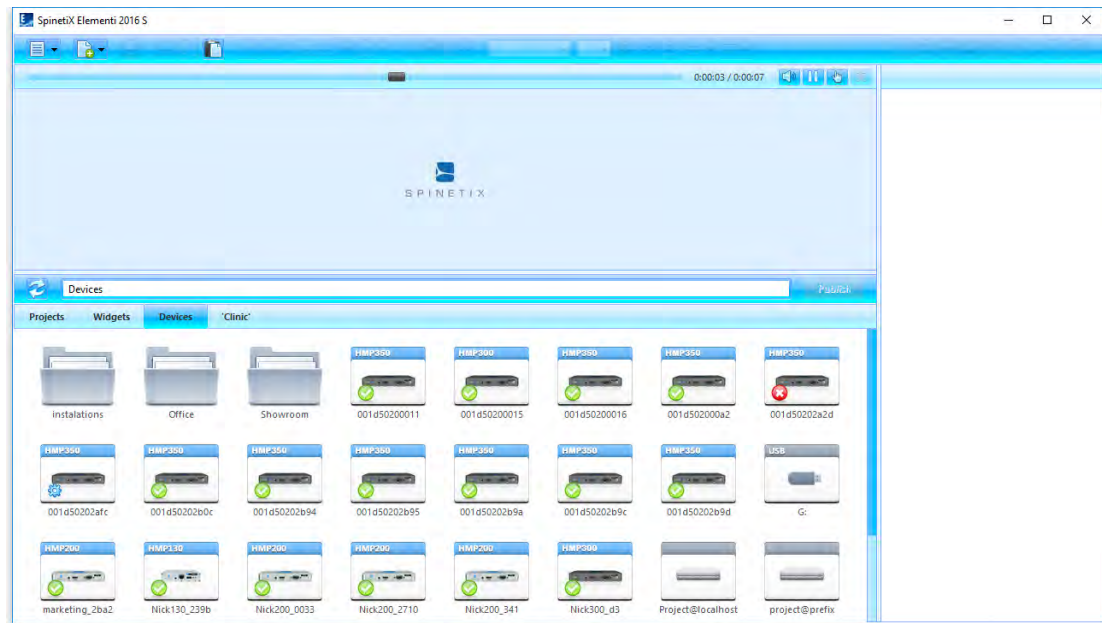 SpinetiX Elementi 2016 S
0:00:03 / 0:00:07
SPINETIX
Devices
Publish
Projects Widgets Devices 'Clinic'
HMP350 HMP300 HMP350 HMP350 HMP350
instalations Office Showroom 001d50200011 001d50200015 001d50200016 001d502000a2 001d50202a2d
HMP350 HMP350 HMP350 HMP350 HMP350 HMP350 HMP350 USB
001d50202afc 001d50202b0c 001d50202b94 001d50202b95 001d50202b9a 001d50202b9c 001d50202b9d G:
HMP200 HMP130 HMP200 HMP200 HMP200 HMP300
marketing_2ba2 Nick130_239b Nick200_0033 Nick200_2710 Nick200_341 Nick300_d3 Project@localhost project@prefix